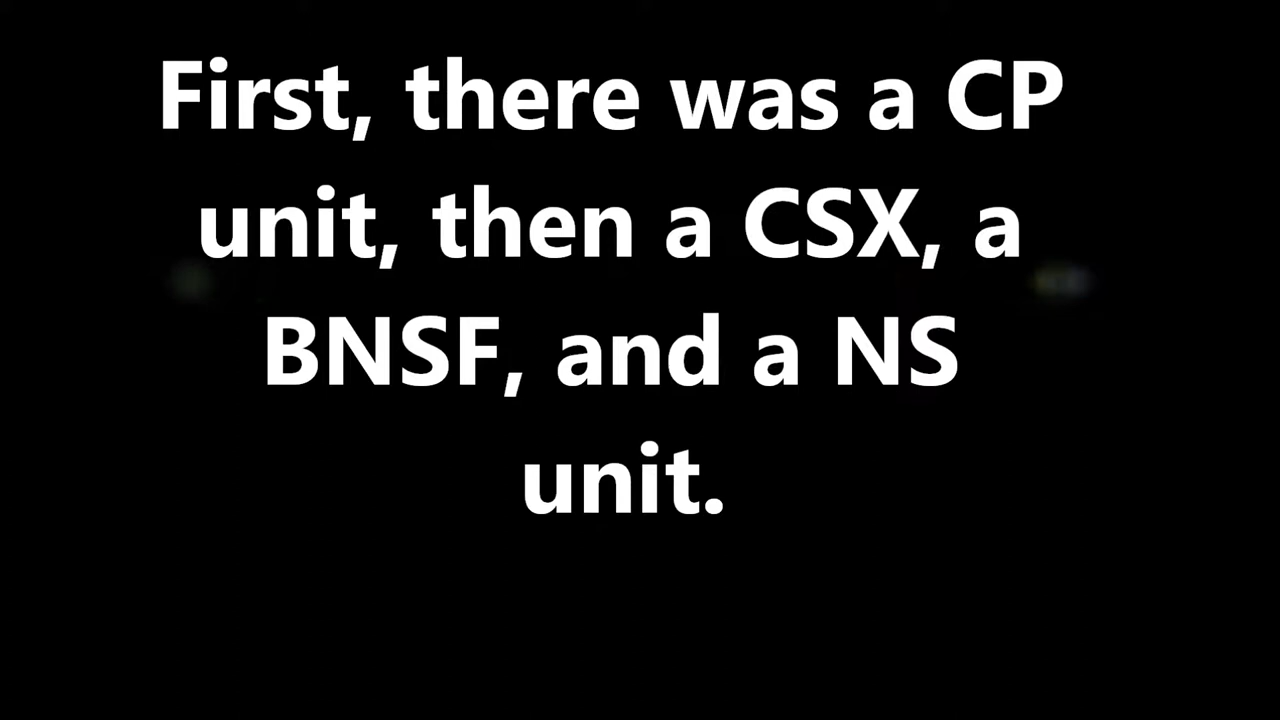 First, there was a CP
unit, then a CSX, a
BNSF, and a NS
unit.